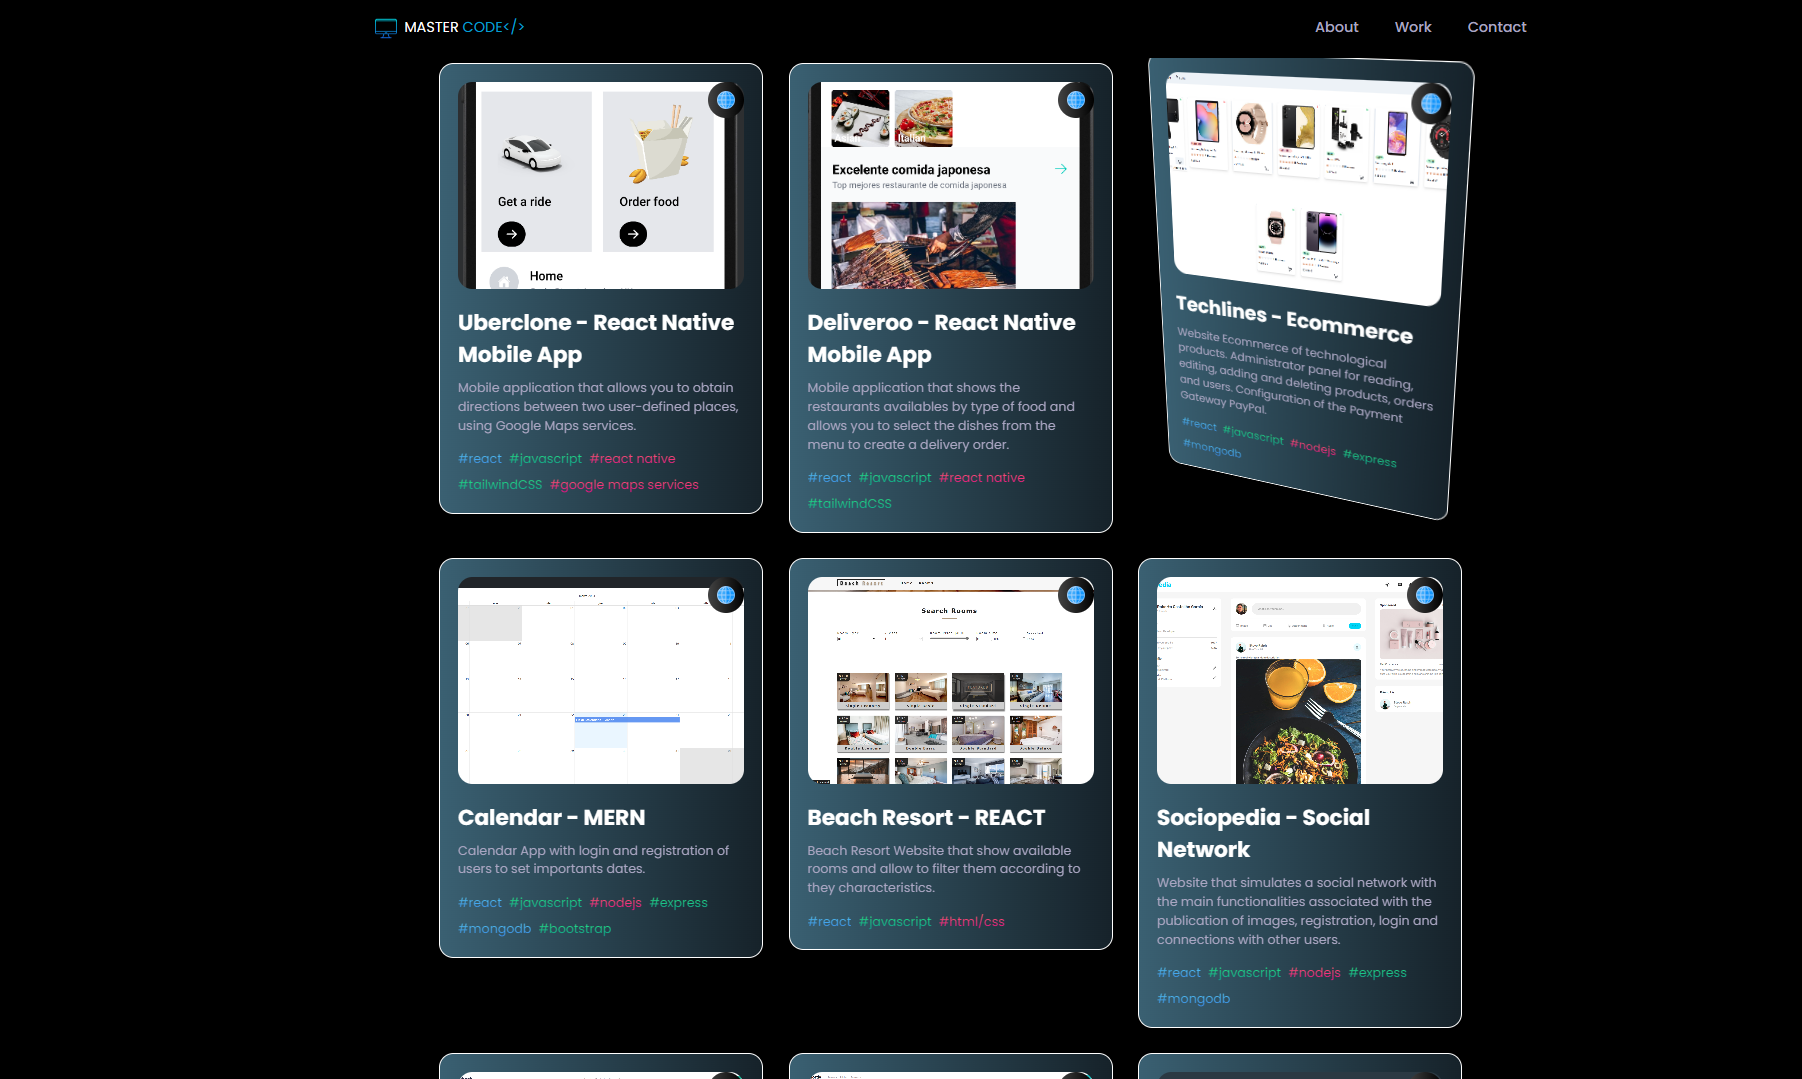 MASTER CODE</>
About
Work
Contact
Get a ride
Order food
Home
Uberclone - React Native
Mobile App
Mobile application that allows you to obtain
directions between two user-defined places,
using Google Maps services.
#react #javascript #react native
#tailwindCSS #google maps services
Italian
Excelente comida japonesa
Top mejores restaurante de comida japonesa
Deliveroo - React Native
Mobile App
Mobile application that shows the
restaurants availables by type of food and
allows you to select the dishes from the
menu to create a delivery order.
#react #javascript #react native
#tailwindCSS
Techlines - Ecommerce
Website Ecommerce of technological
products. Administrator panel for reading,
editing, adding and deleting products, orders
and users. Configuration of the Payment
Gateway PayPal.
#react #javascript #nodejs #express
#mongodb
Calendar - MERN
Calendar App with login and registration of
users to set importants dates.
#react #javascript #nodejs #express
#mongodb #bootstrap
Beach Resort
Search Rooms
Beach Resort - REACT
Beach Resort Website that show available
rooms and allow to filter them according to
they characteristics.
#react #javascript #html/css
Sociopedia - Social
Network
Website that simulates a social network with
the main functionalities associated with the
publication of images, registration, login and
connections with other users.
#react #javascript #nodejs #express
#mongodb